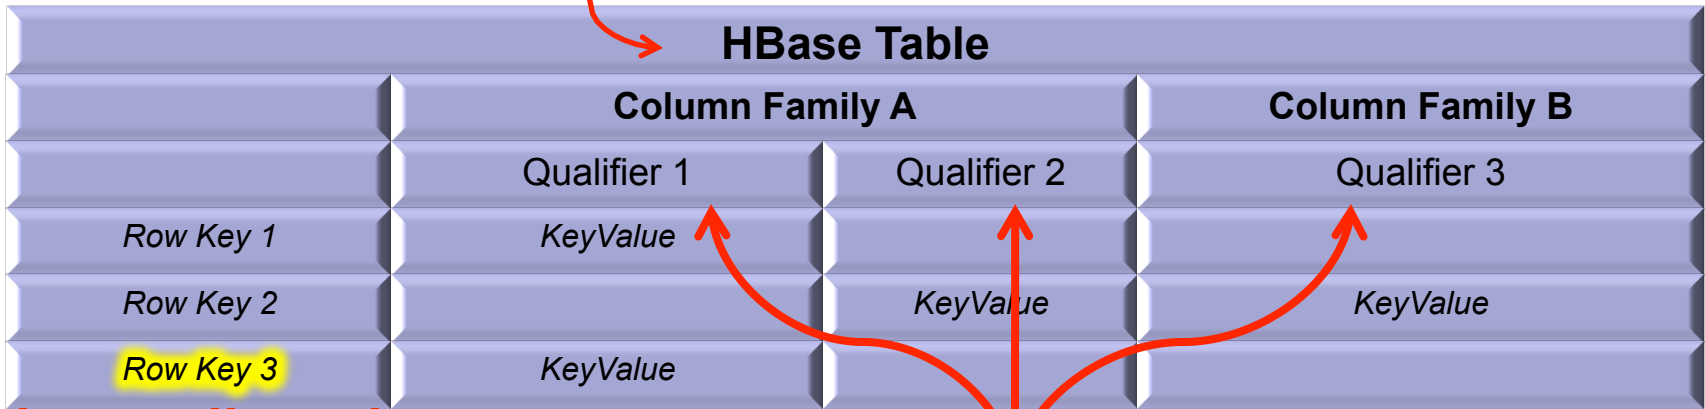 HBase Table
Column Family A Column Family B
Qualifier 1 Qualifier 2 Qualifier 3
Row Key 1 KeyValue
Row Key 2 KeyValue KeyValue
Row Key 3 KeyValue